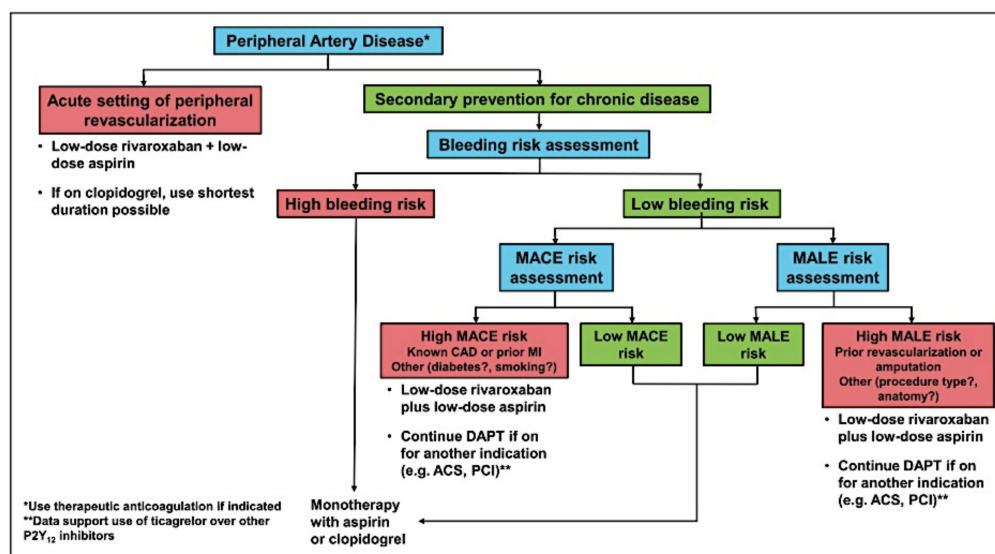 Peripheral Artery Disease*
Acute setting of peripheral
revascularization
• Low-dose rivaroxaban + low-
dose aspirin
• If on clopidogrel, use shortest
duration possible
Secondary prevention for chronic disease
Bleeding risk assessment
High bleeding risk
Low bleeding risk
MACE risk
assessment
MALE risk
assessment
High MACE risk
Known CAD or prior MI
Other (diabetes?, smoking?)
Low MACE
risk
Low MALE
risk
High MALE risk
Prior revascularization or
amputation
Other (procedure type?,
anatomy?)
• Low-dose rivaroxaban
plus low-dose aspirin
• Continue DAPT if on
for another indication
(e.g. ACS, PCI)**
• Low-dose rivaroxaban
plus low-dose aspirin
• Continue DAPT if on
for another indication
(e.g. ACS, PCI)**
Monotherapy
with aspirin
or clopidogrel
*Use therapeutic anticoagulation if indicated
**Data support use of ticagrelor over other
P2Y₁₂ inhibitors